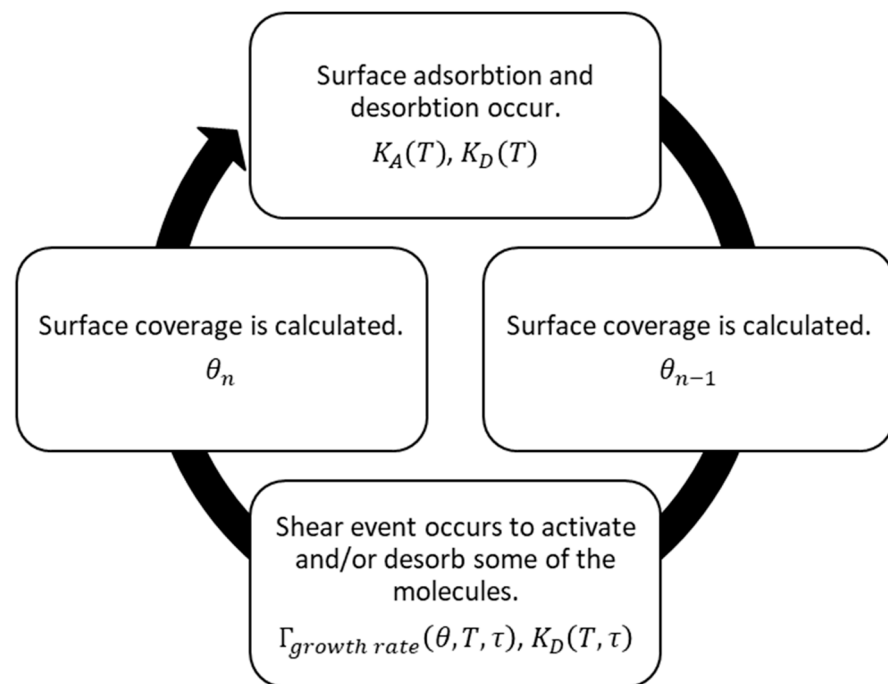 Surface adsorbtion and
desorbtion occur.
K_A(T), K_D(T)
Surface coverage is calculated.
θ_n
Surface coverage is calculated.
θ_{n−1}
Shear event occurs to activate
and/or desorb some of the
molecules.
Γ_{growth rate}(θ, T, τ), K_D(T, τ)